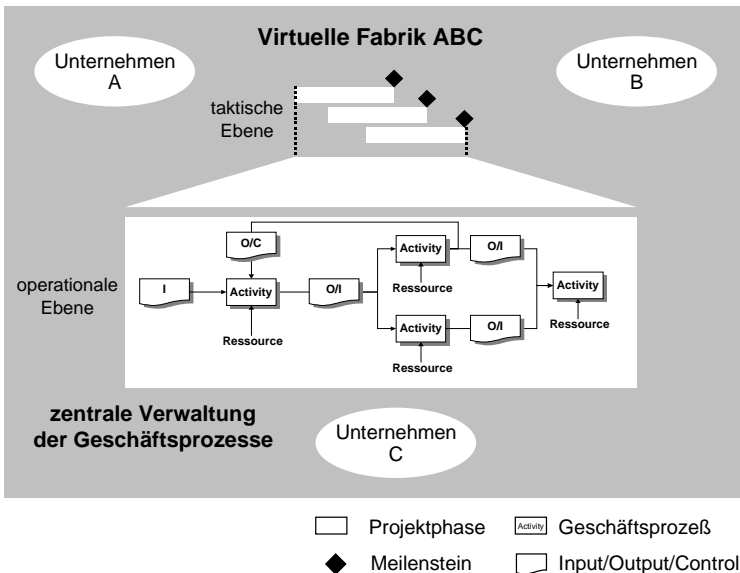 Virtuelle Fabrik ABC
Unternehmen
A
Unternehmen
B
taktische
Ebene
operationale
Ebene
O/C
Activity
O/I
I
Activity
O/I
Activity
Ressource
Ressource
Activity
O/I
Ressource
Ressource
zentrale Verwaltung
der Geschäftsprozesse
Unternehmen
C
Projektphase
Activity
Geschäftsprozeß
Meilenstein
Input/Output/Control